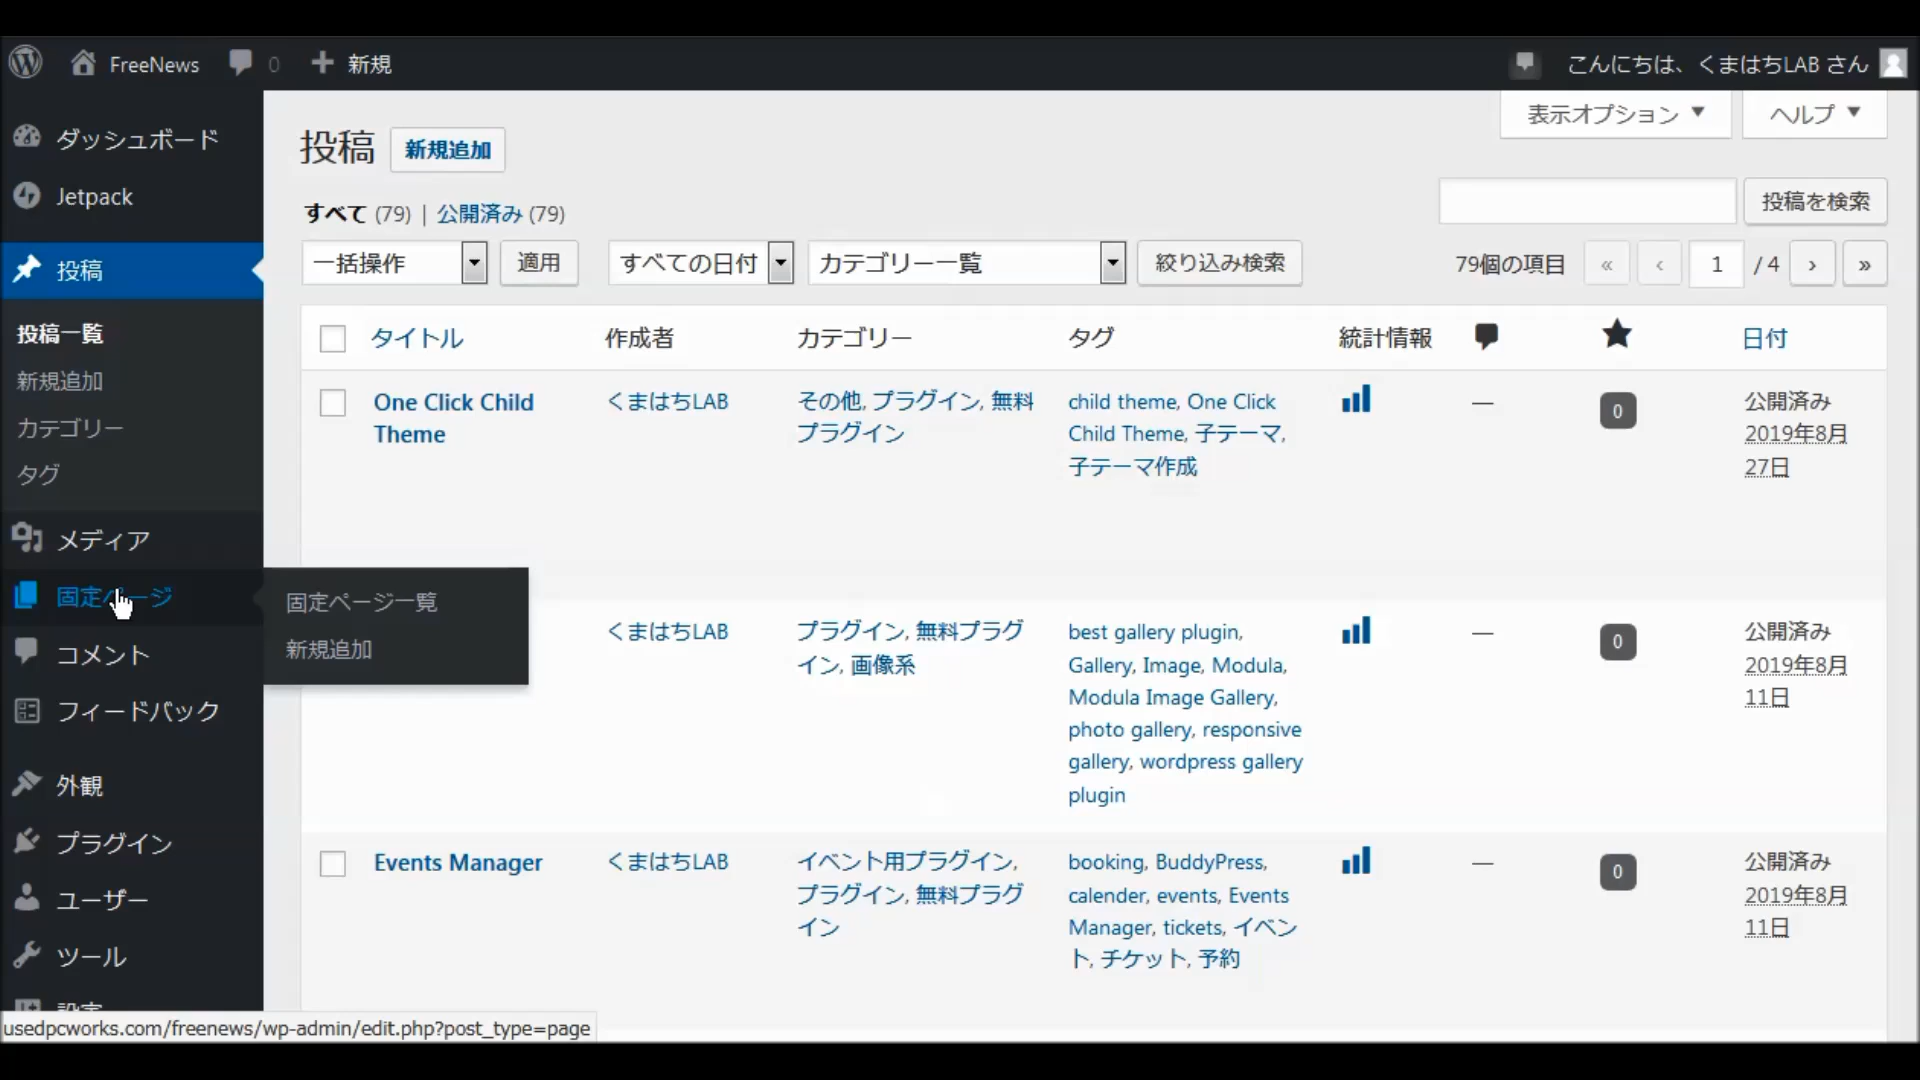 FreeNews 0 新規
こんにちは、くまはちLAB さん
ダッシュボード
Jetpack
投稿
投稿一覧
新規追加
カテゴリー
タグ
メディア
固定ページ
コメント
フィードバック
外観
プラグイン
ユーザー
ツール
設定
固定ページ一覧
新規追加
表示オプション ▼
ヘルプ ▼
投稿 新規追加
すべて (79) | 公開済み (79)
投稿を検索
一括操作 適用 すべての日付 カテゴリー一覧 絞り込み検索
79個の項目 « ‹ 1 / 4 › »
タイトル 作成者 カテゴリー タグ 統計情報 日付
One Click Child
Theme
くまはちLAB
その他, プラグイン, 無料
プラグイン
child theme, One Click
Child Theme, 子テーマ,
子テーマ作成
—
0
公開済み
2019年8月
27日
くまはちLAB
プラグイン, 無料プラグ
イン, 画像系
best gallery plugin,
Gallery, Image, Modula,
Modula Image Gallery,
photo gallery, responsive
gallery, wordpress gallery
plugin
—
0
公開済み
2019年8月
11日
Events Manager
くまはちLAB
イベント用プラグイン,
プラグイン, 無料プラグ
イン
booking, BuddyPress,
calender, events, Events
Manager, tickets, イベン
ト, チケット, 予約
—
0
公開済み
2019年8月
11日
usedpcworks.com/freenews/wp-admin/edit.php?post_type=page